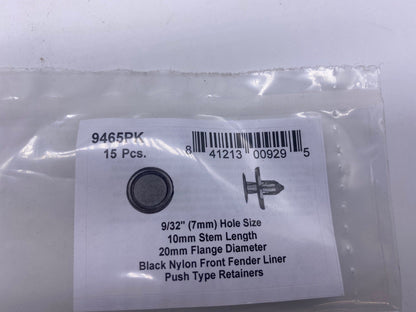 9465PK
15 Pcs.
8 41213 00929 5
9/32" (7mm) Hole Size
10mm Stem Length
20mm Flange Diameter
Black Nylon Front Fender Liner
Push Type Retainers